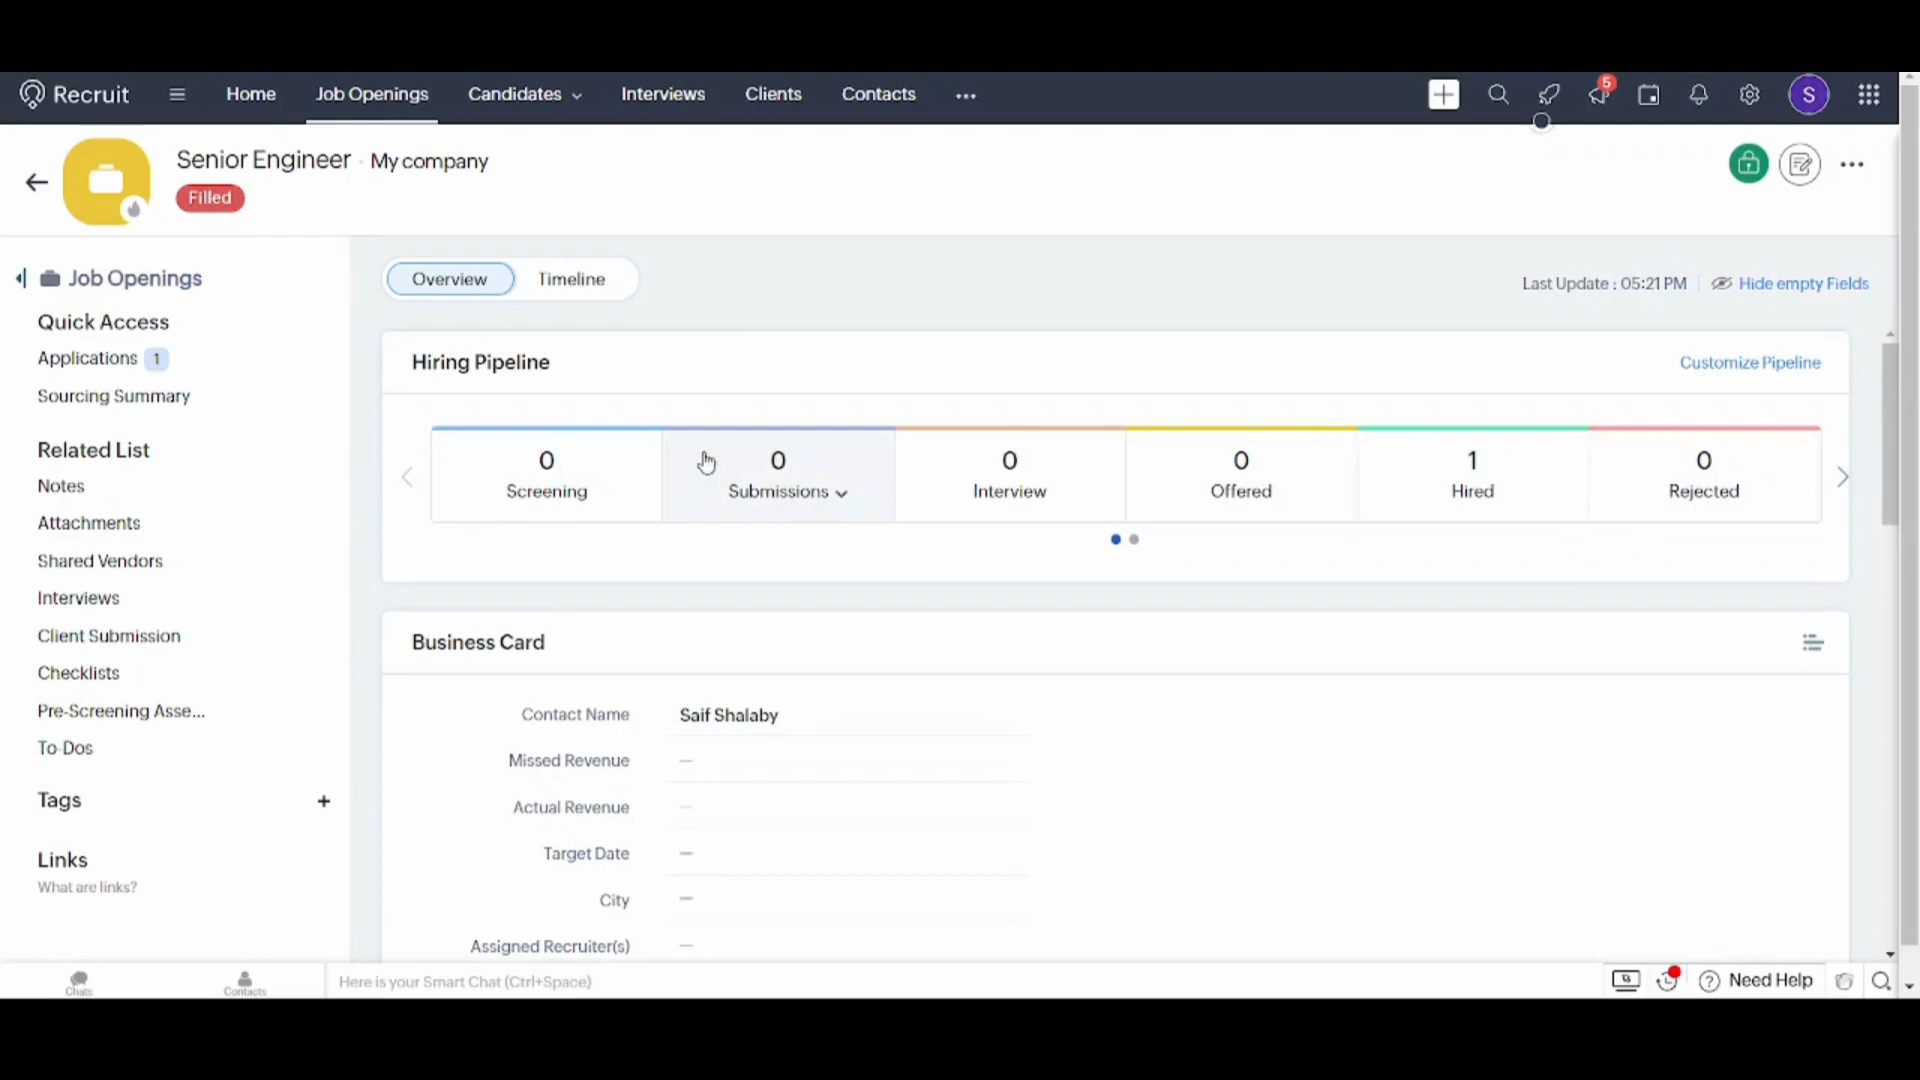 Recruit Home Job Openings Candidates Interviews Clients Contacts ••• 5 S
Senior Engineer · My company
Filled
Job Openings
Quick Access
Applications 1
Sourcing Summary
Related List
Notes
Attachments
Shared Vendors
Interviews
Client Submission
Checklists
Pre-Screening Asse...
To-Dos
Tags +
Links
What are links?
Overview Timeline
Last Update : 05:21 PM Hide empty Fields
Hiring Pipeline Customize Pipeline
0 0 0 0 1 0
Screening Submissions Interview Offered Hired Rejected
Business Card
Contact Name Saif Shalaby
Missed Revenue —
Actual Revenue —
Target Date —
City —
Assigned Recruiter(s) —
Chats Contacts Here is your Smart Chat (Ctrl+Space) Need Help